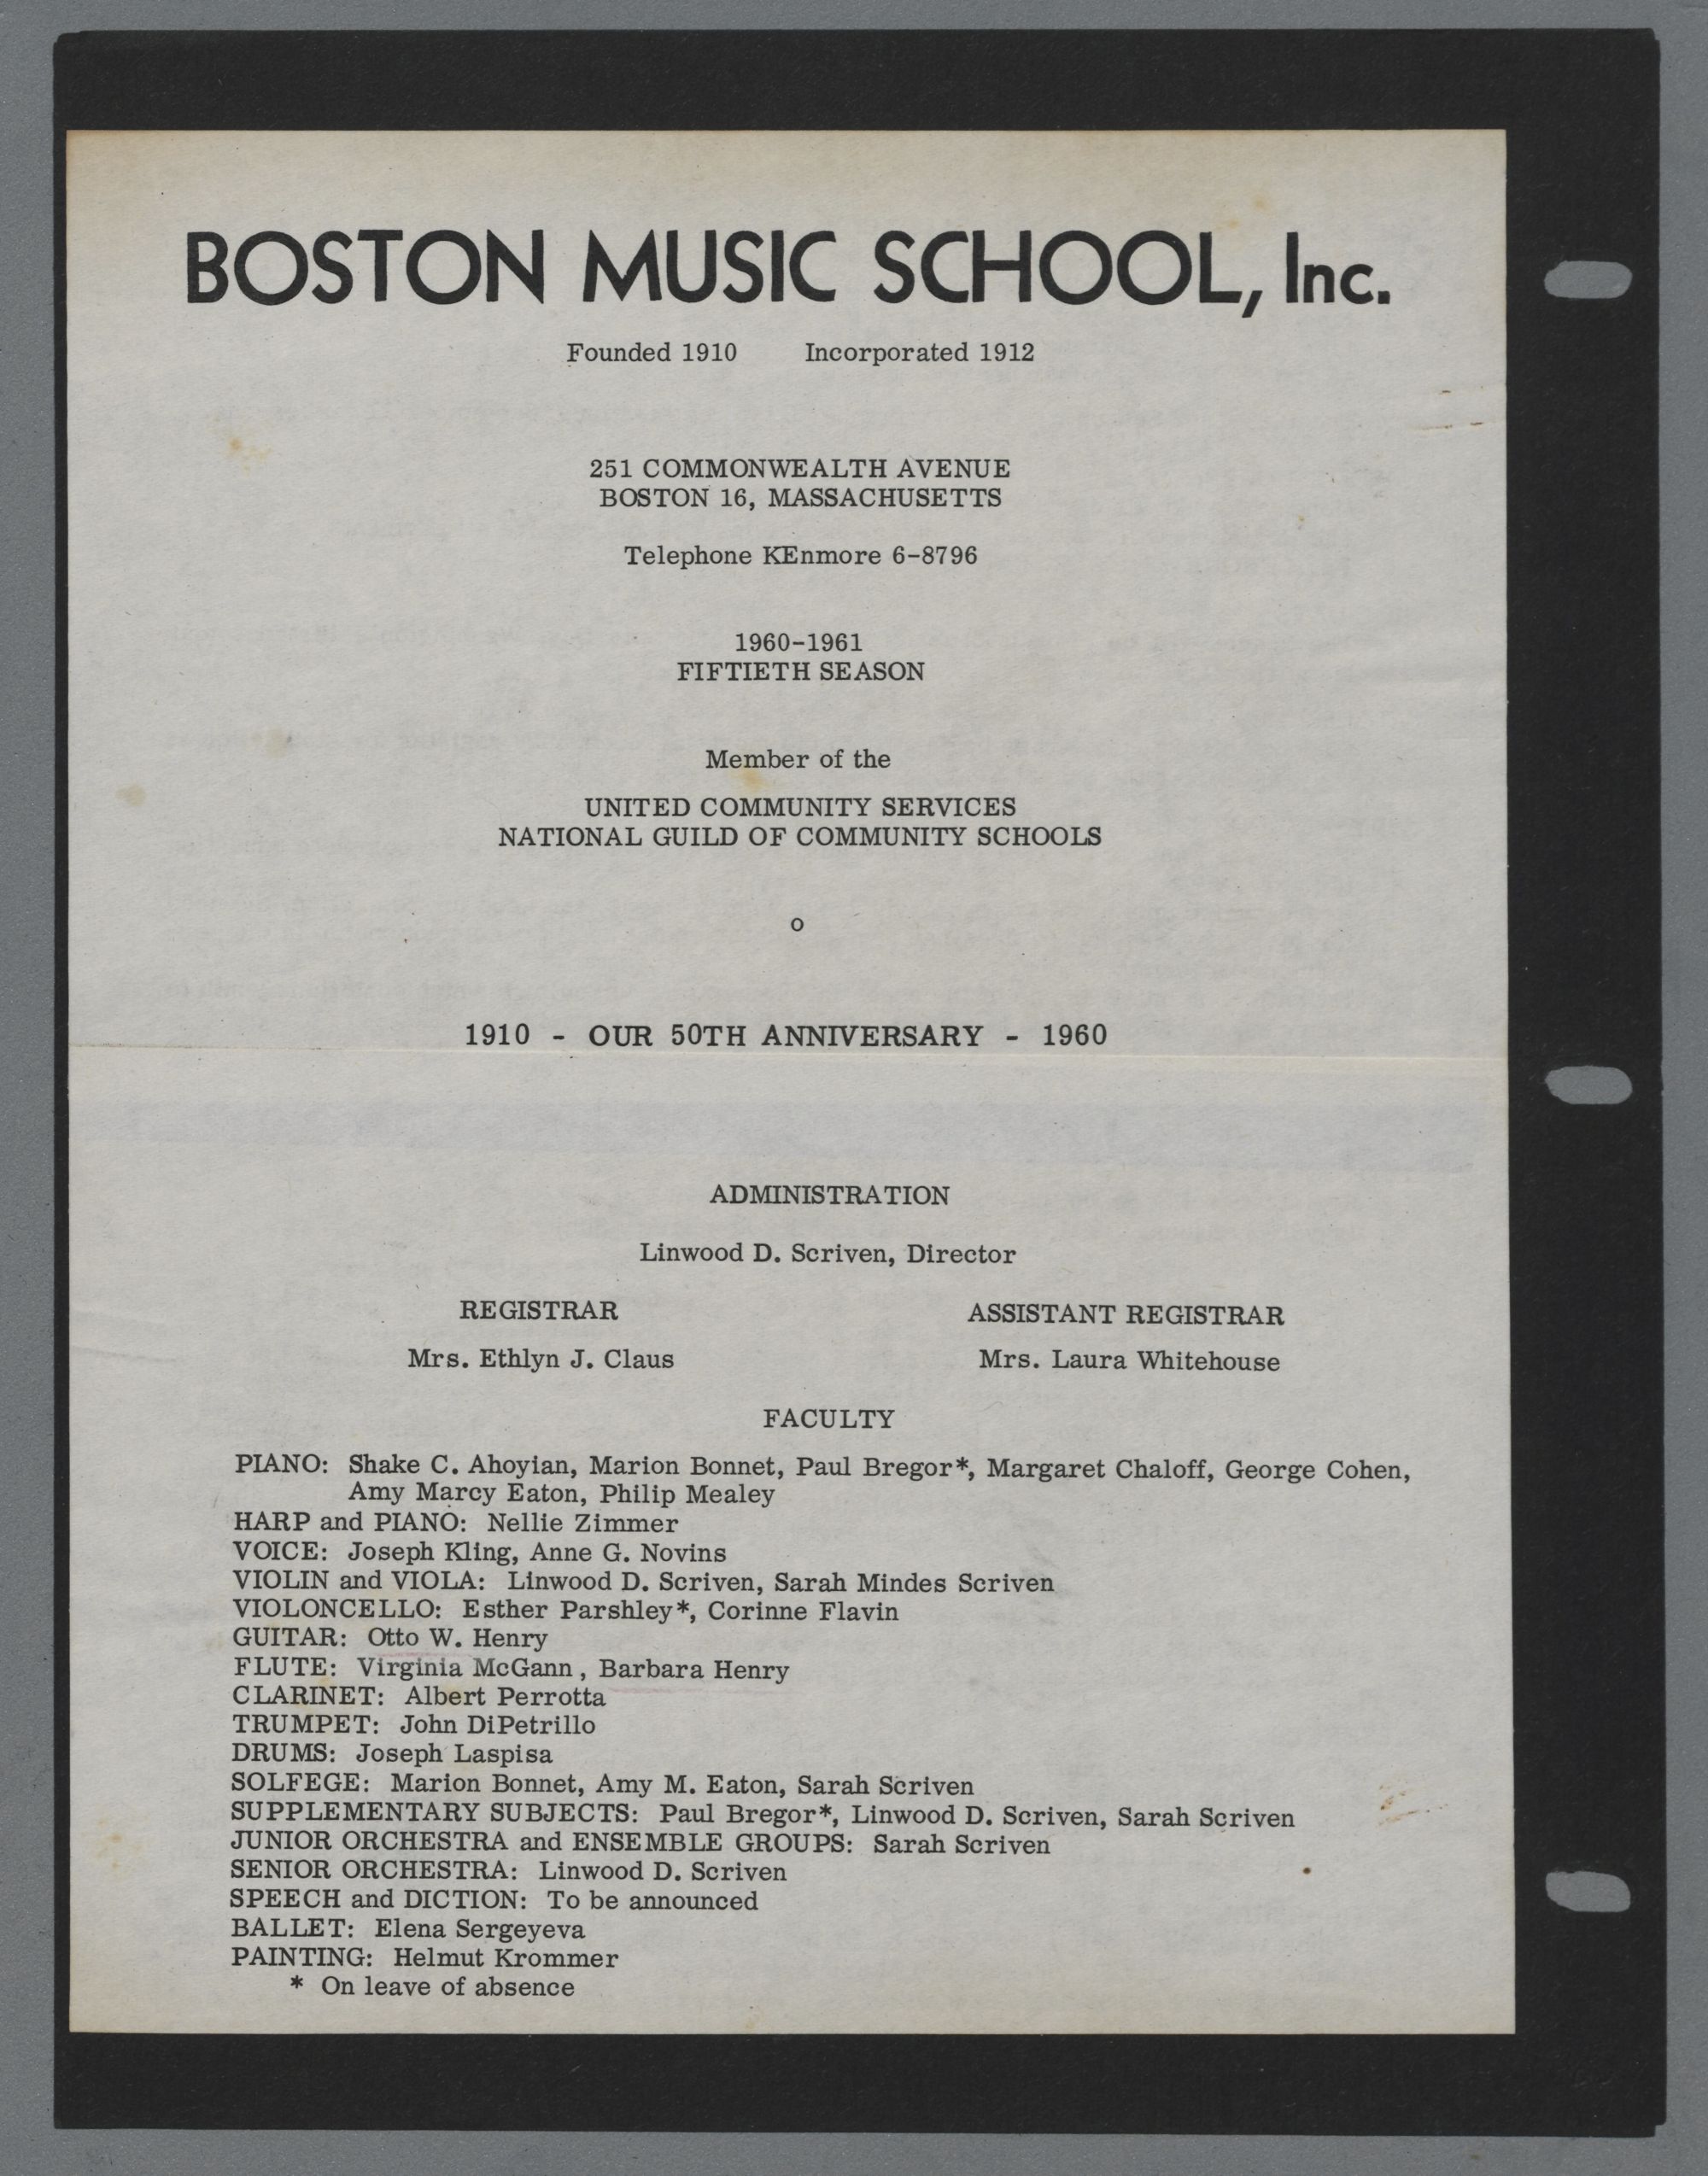 BOSTON MUSIC SCHOOL, Inc.
Founded 1910 Incorporated 1912
251 COMMONWEALTH AVENUE
BOSTON 16, MASSACHUSETTS
Telephone KEnmore 6-8796
1960-1961
FIFTIETH SEASON
Member of the
UNITED COMMUNITY SERVICES
NATIONAL GUILD OF COMMUNITY SCHOOLS
o
1910 - OUR 50TH ANNIVERSARY - 1960
ADMINISTRATION
Linwood D. Scriven, Director
REGISTRAR ASSISTANT REGISTRAR
Mrs. Ethlyn J. Claus Mrs. Laura Whitehouse
FACULTY
PIANO: Shake C. Ahoyian, Marion Bonnet, Paul Bregor*, Margaret Chaloff, George Cohen,
Amy Marcy Eaton, Philip Mealey
HARP and PIANO: Nellie Zimmer
VOICE: Joseph Kling, Anne G. Novins
VIOLIN and VIOLA: Linwood D. Scriven, Sarah Mindes Scriven
VIOLONCELLO: Esther Parshley*, Corinne Flavin
GUITAR: Otto W. Henry
FLUTE: Virginia McGann, Barbara Henry
CLARINET: Albert Perrotta
TRUMPET: John DiPetrillo
DRUMS: Joseph Laspisa
SOLFEGE: Marion Bonnet, Amy M. Eaton, Sarah Scriven
SUPPLEMENTARY SUBJECTS: Paul Bregor*, Linwood D. Scriven, Sarah Scriven
JUNIOR ORCHESTRA and ENSEMBLE GROUPS: Sarah Scriven
SENIOR ORCHESTRA: Linwood D. Scriven
SPEECH and DICTION: To be announced
BALLET: Elena Sergeyeva
PAINTING: Helmut Krommer
* On leave of absence